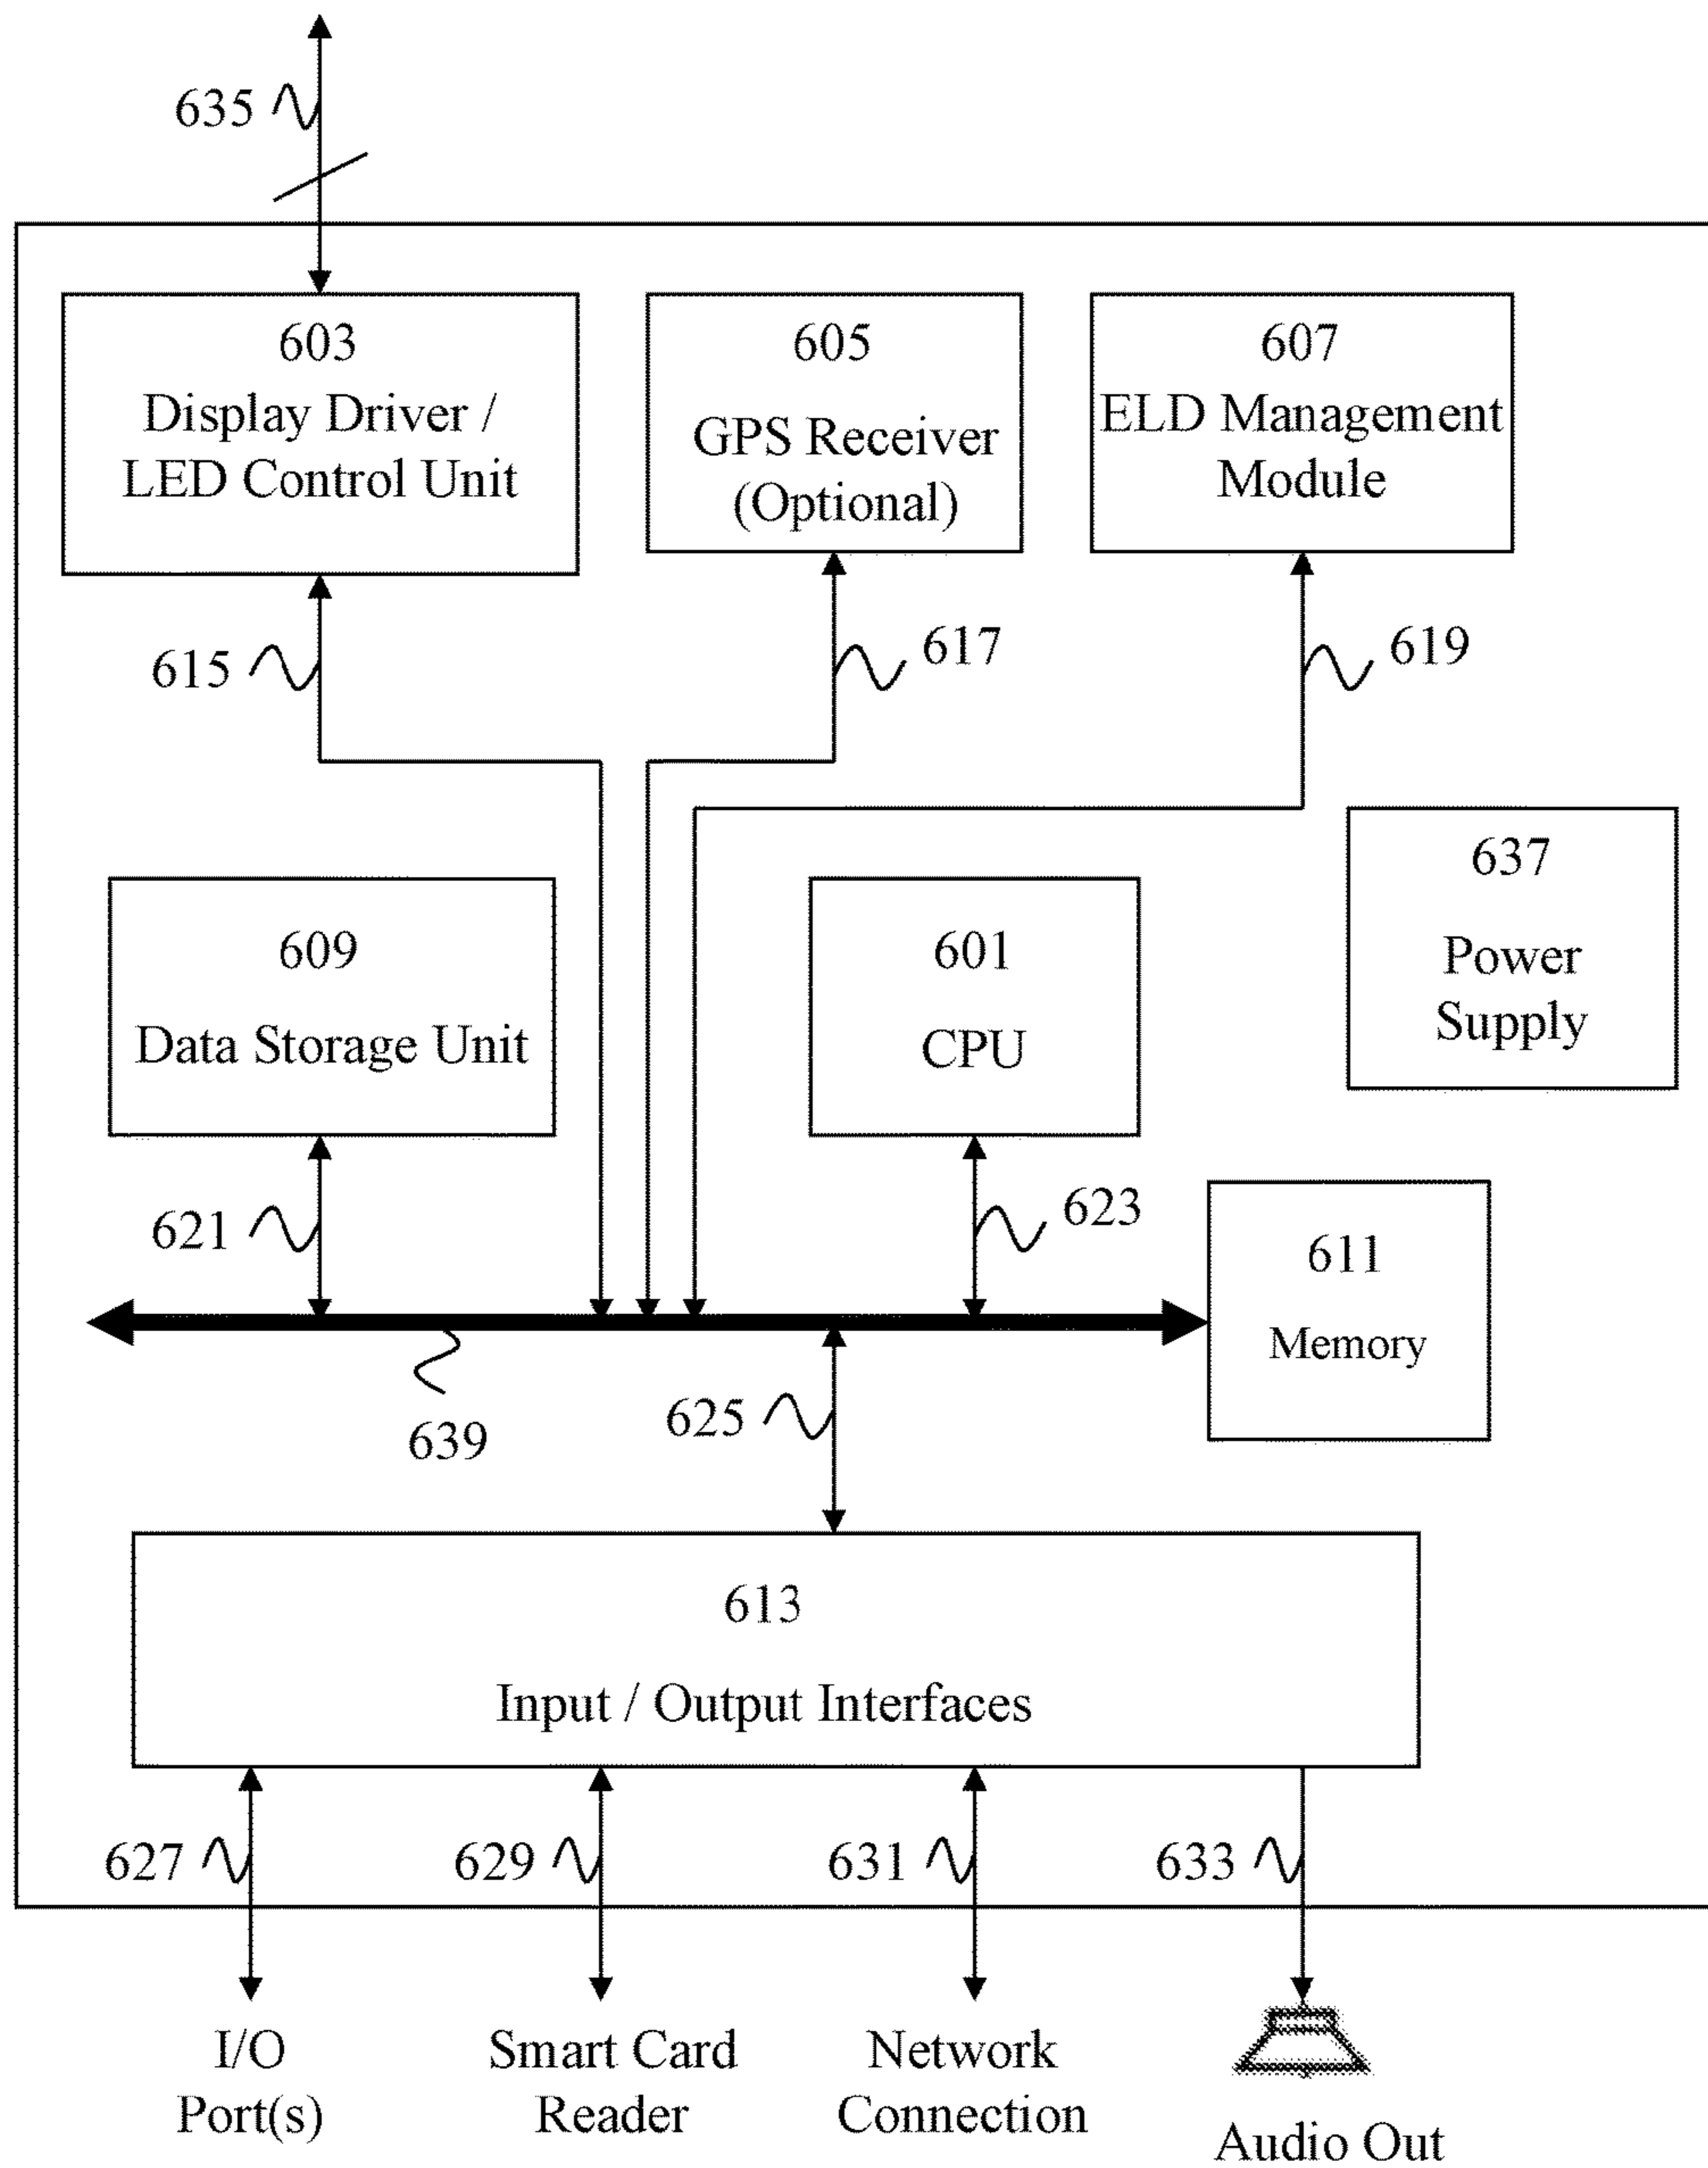 635
603
Display Driver /
LED Control Unit
605
GPS Receiver
(Optional)
607
ELD Management
Module
615
617
619
609
Data Storage Unit
601
CPU
637
Power
Supply
621
623
611
Memory
639
625
613
Input / Output Interfaces
627
629
631
633
I/O
Port(s)
Smart Card
Reader
Network
Connection
Audio Out